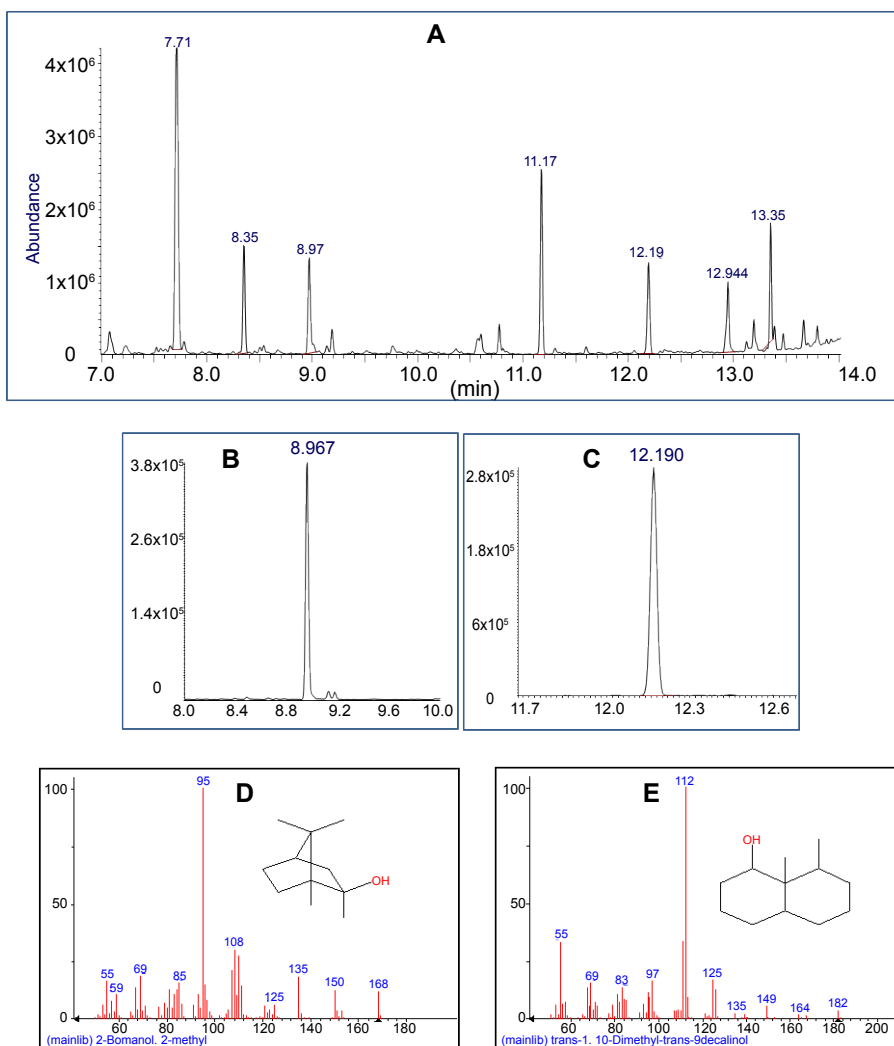 A
7.71
4x10⁶
3x10⁶
2x10⁶
1x10⁶
0
Abundance
8.35
8.97
11.17
12.19
12.944
13.35
7.0 8.0 9.0 10.0 11.0 12.0 13.0 14.0
(min)
B
8.967
3.8x10⁵
2.6x10⁵
1.4x10⁵
0
8.0 8.4 8.8 9.2 9.6 10.0
C
12.190
2.8x10⁵
1.8x10⁵
6x10⁵
0
11.7 12.0 12.3 12.6
D
100
50
0
95
55
59
69
85
108
125
135
150
168
OH
60 80 100 120 140 160 180
(mainlib) 2-Bomanol. 2-methyl
E
100
50
0
112
55
69
83
97
125
135
149
164
182
OH
60 80 100 120 140 160 180 200
(mainlib) trans-1. 10-Dimethyl-trans-9decalinol